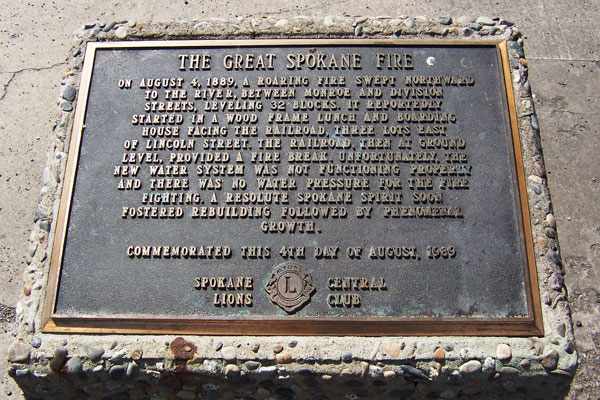 THE GREAT SPOKANE FIRE
ON AUGUST 4, 1889, A ROARING FIRE SWEPT NORTHWARD
TO THE RIVER, BETWEEN MONROE AND DIVISION
STREETS, LEVELING 32 BLOCKS. IT REPORTEDLY
STARTED IN A WOOD FRAME LUNCH AND BOARDING
HOUSE FACING THE RAILROAD, THREE LOTS EAST
OF LINCOLN STREET. THE RAILROAD, THEN AT GROUND
LEVEL, PROVIDED A FIRE BREAK. UNFORTUNATELY, THE
NEW WATER SYSTEM WAS NOT FUNCTIONING PROPERLY
AND THERE WAS NO WATER PRESSURE FOR THE FIRE
FIGHTING. A RESOLUTE SPOKANE SPIRIT SOON
FOSTERED REBUILDING FOLLOWED BY PHENOMENAL
GROWTH.
COMMEMORATED THIS 4TH DAY OF AUGUST, 1989
SPOKANE CENTRAL
LIONS CLUB
LIONS
L